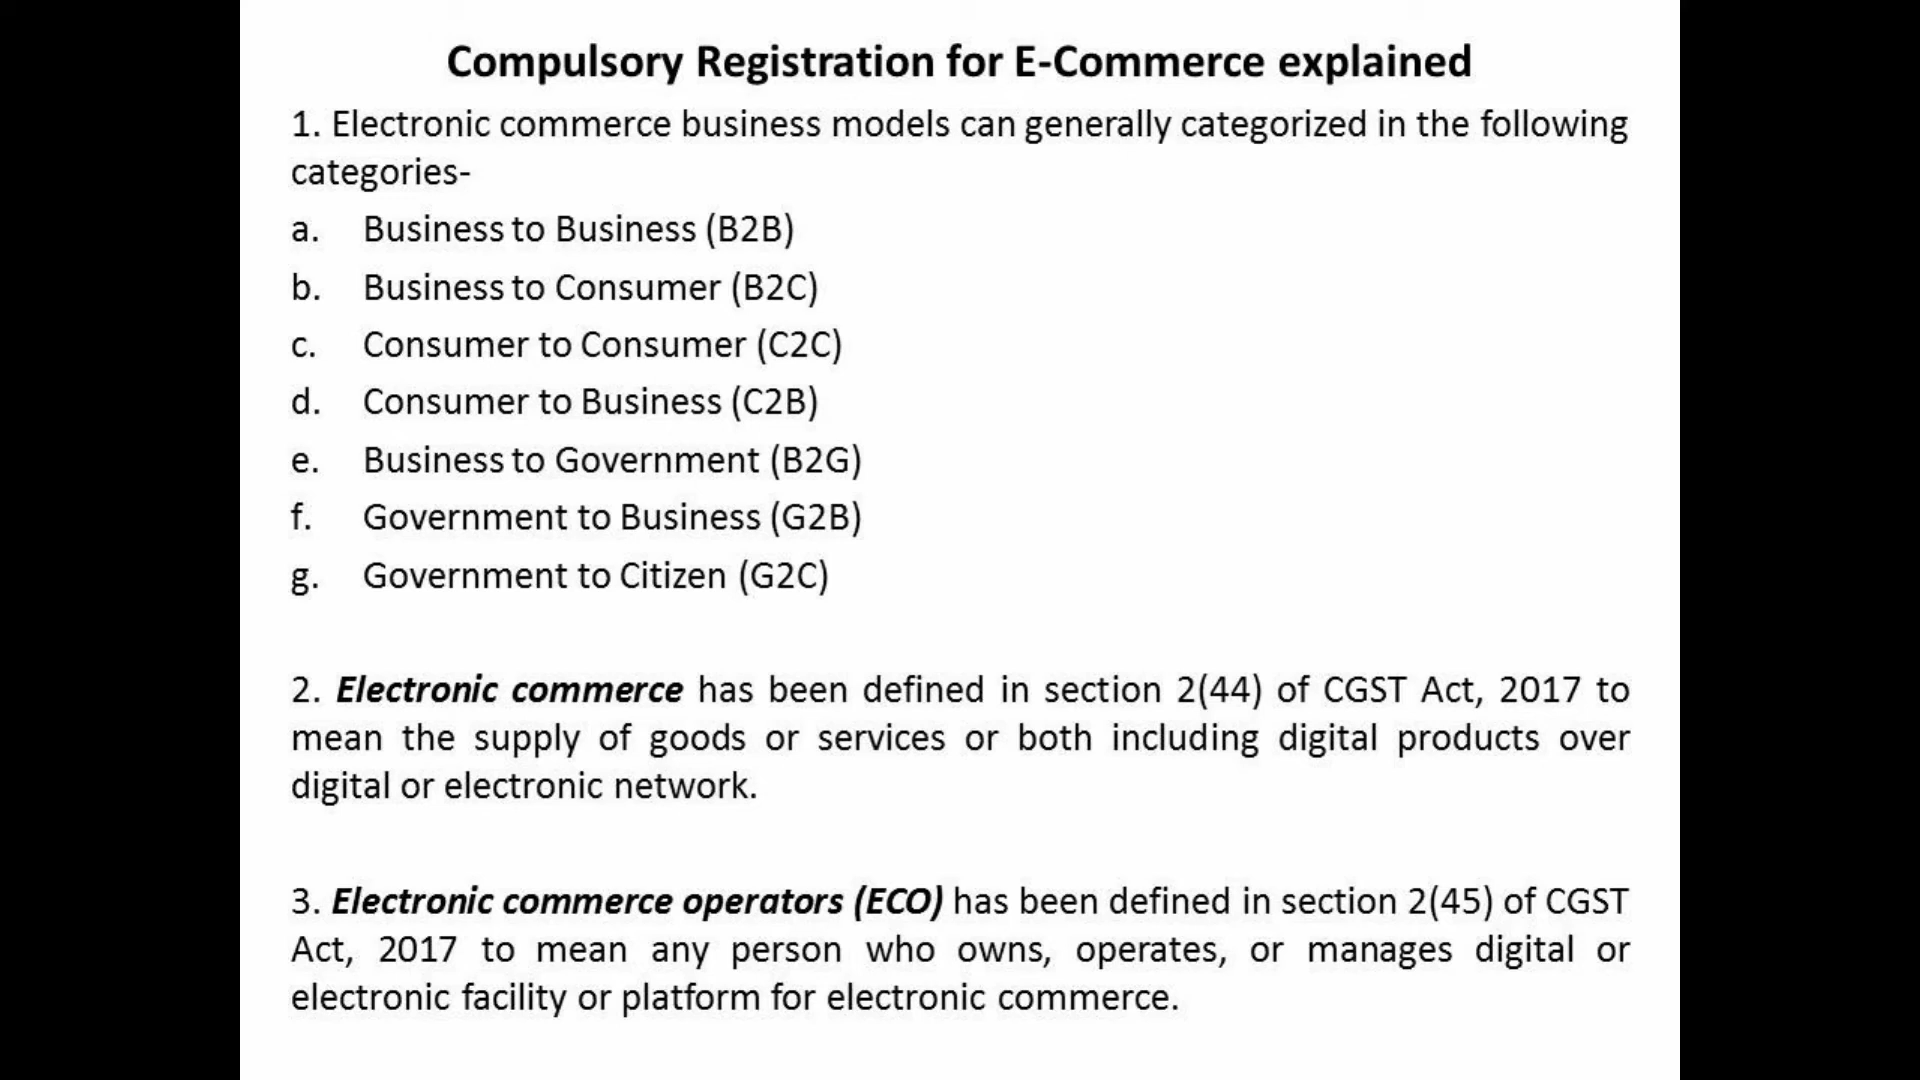 Compulsory Registration for E-Commerce explained
1. Electronic commerce business models can generally categorized in the following
categories-
a. Business to Business (B2B)
b. Business to Consumer (B2C)
c. Consumer to Consumer (C2C)
d. Consumer to Business (C2B)
e. Business to Government (B2G)
f. Government to Business (G2B)
g. Government to Citizen (G2C)
2. Electronic commerce has been defined in section 2(44) of CGST Act, 2017 to
mean the supply of goods or services or both including digital products over
digital or electronic network.
3. Electronic commerce operators (ECO) has been defined in section 2(45) of CGST
Act, 2017 to mean any person who owns, operates, or manages digital or
electronic facility or platform for electronic commerce.